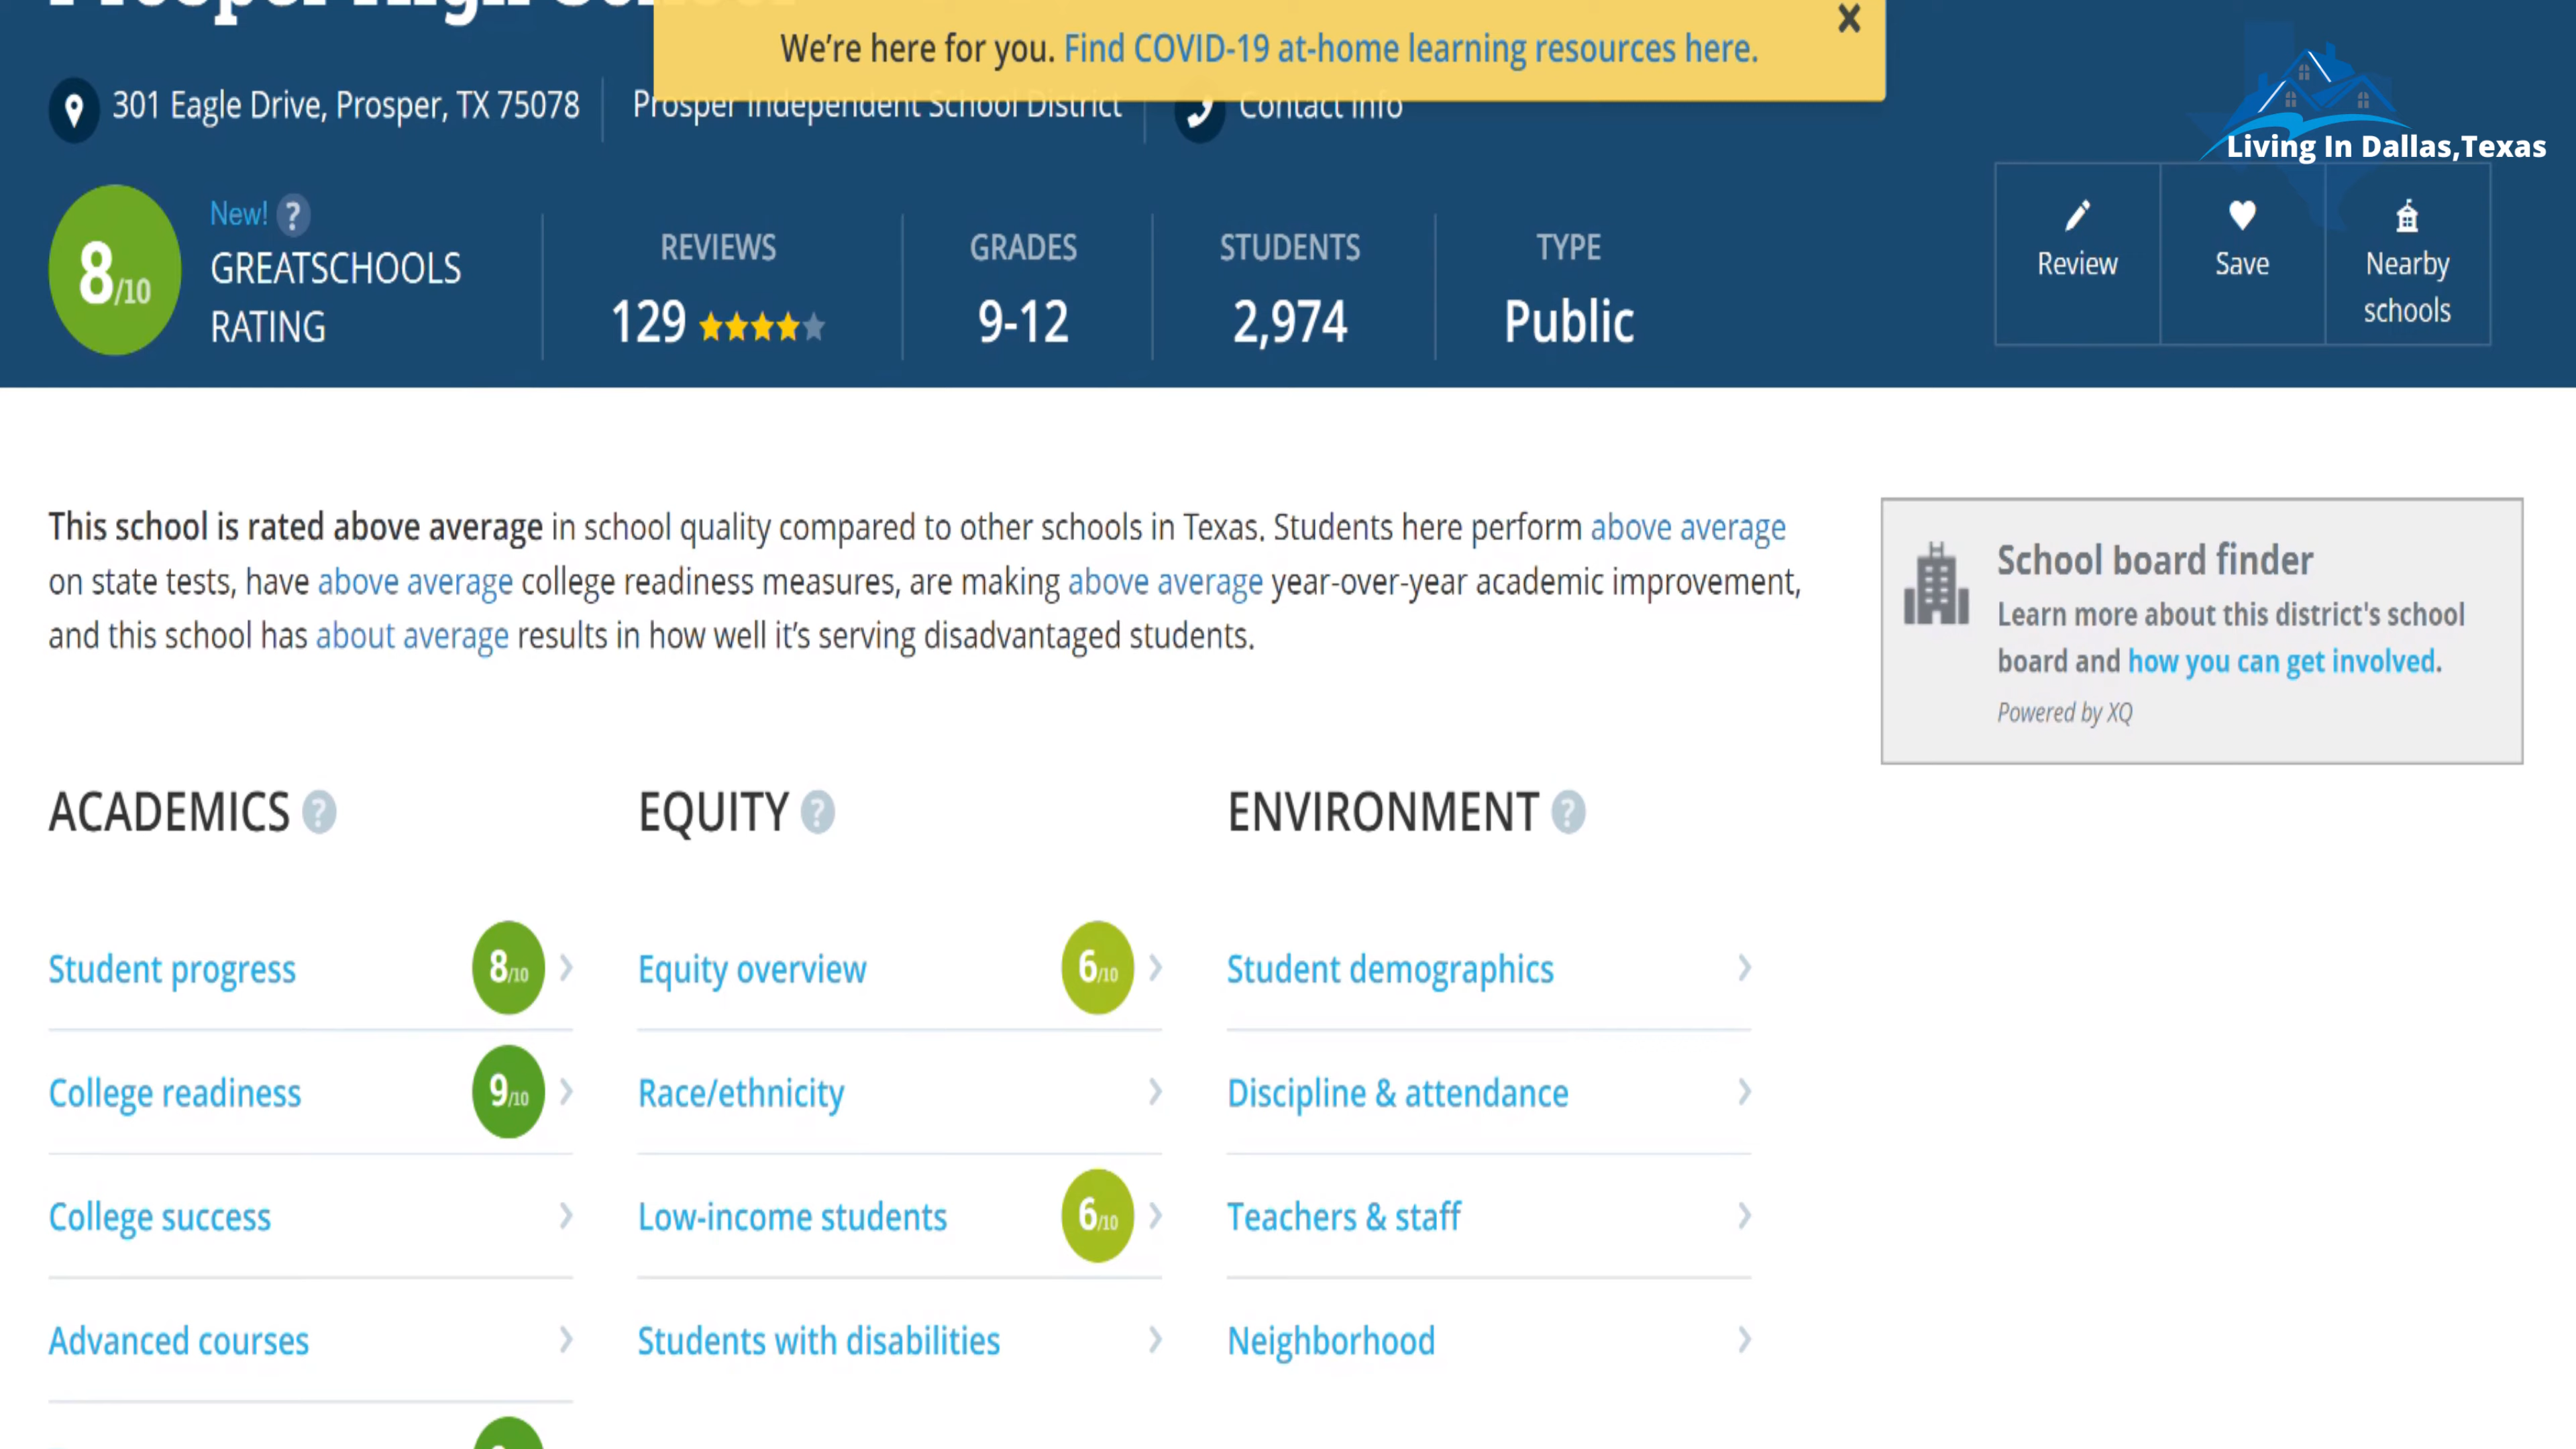 Prosper High School
We're here for you. Find COVID-19 at-home learning resources here.
301 Eagle Drive, Prosper, TX 75078
Prosper Independent School District
Contact info
Living In Dallas,Texas
8/10
New! ?
GREATSCHOOLS
RATING
REVIEWS
129
GRADES
9-12
STUDENTS
2,974
TYPE
Public
Review
Save
Nearby
schools
This school is rated above average in school quality compared to other schools in Texas. Students here perform above average
on state tests, have above average college readiness measures, are making above average year-over-year academic improvement,
and this school has about average results in how well it's serving disadvantaged students.
School board finder
Learn more about this district's school
board and how you can get involved.
Powered by XQ
ACADEMICS ?
Student progress 8/10
College readiness 9/10
College success
Advanced courses
EQUITY ?
Equity overview 6/10
Race/ethnicity
Low-income students 6/10
Students with disabilities
ENVIRONMENT ?
Student demographics
Discipline & attendance
Teachers & staff
Neighborhood